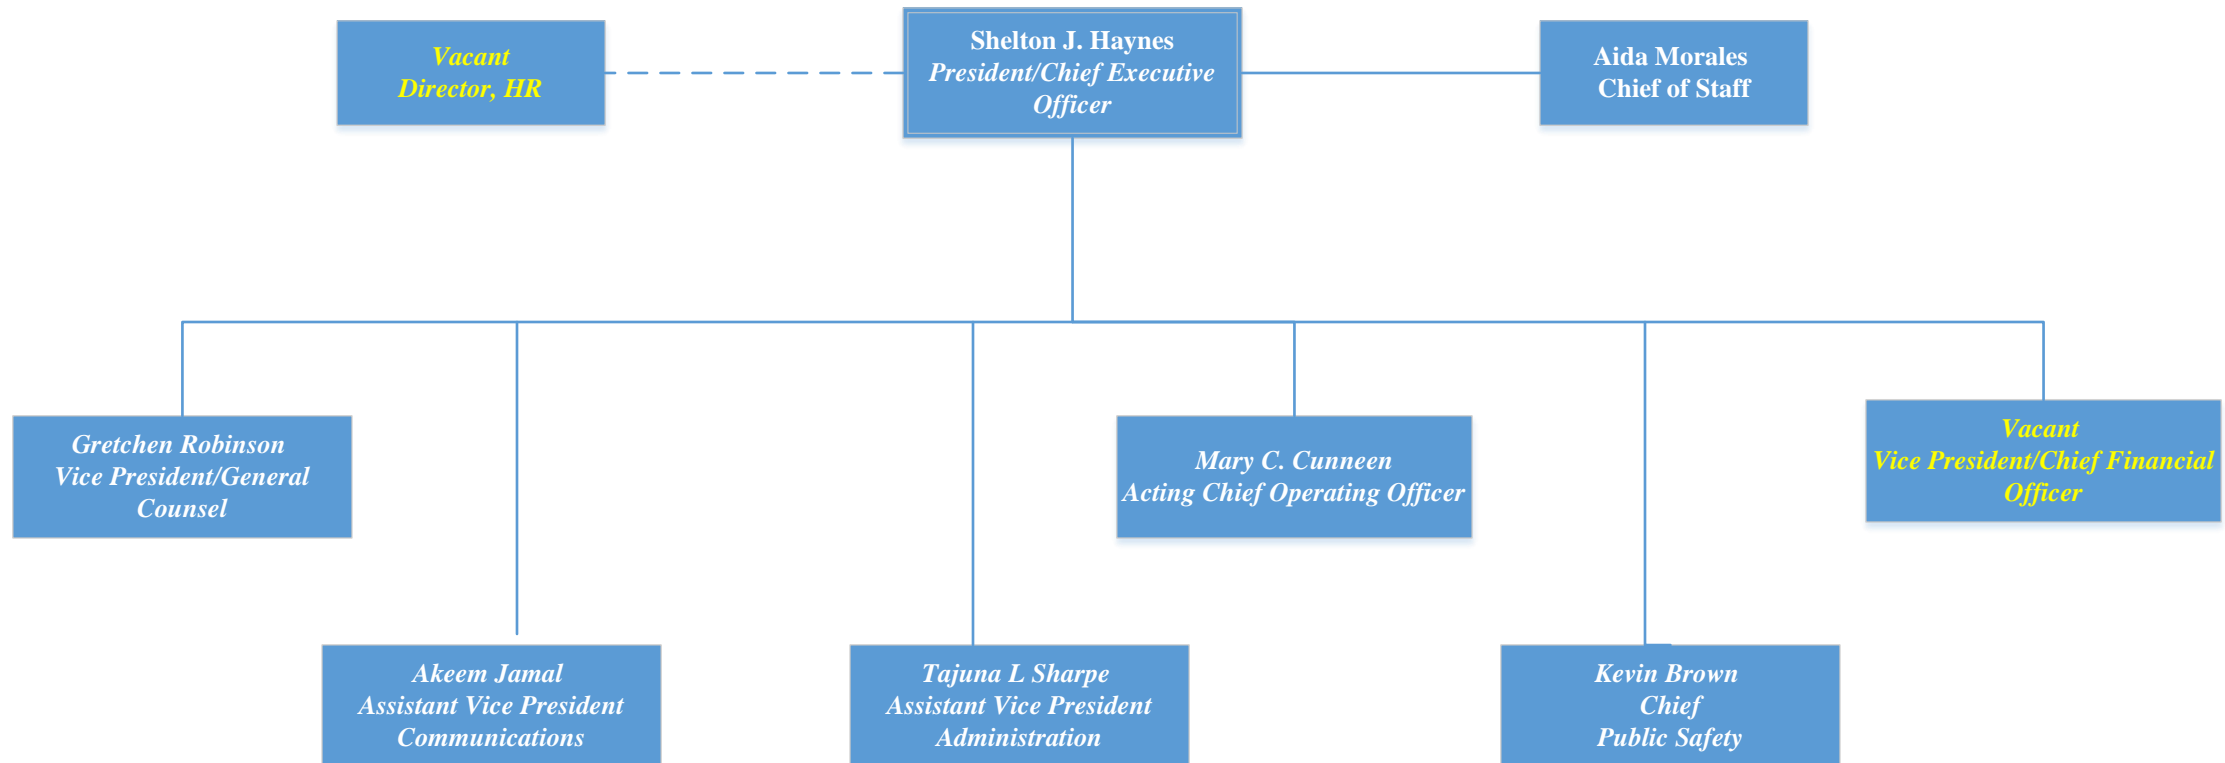 Vacant
Director, HR
Shelton J. Haynes
President/Chief Executive
Officer
Aida Morales
Chief of Staff
Gretchen Robinson
Vice President/General
Counsel
Mary C. Cunneen
Acting Chief Operating Officer
Vacant
Vice President/Chief Financial
Officer
Akeem Jamal
Assistant Vice President
Communications
Tajuna L Sharpe
Assistant Vice President
Administration
Kevin Brown
Chief
Public Safety